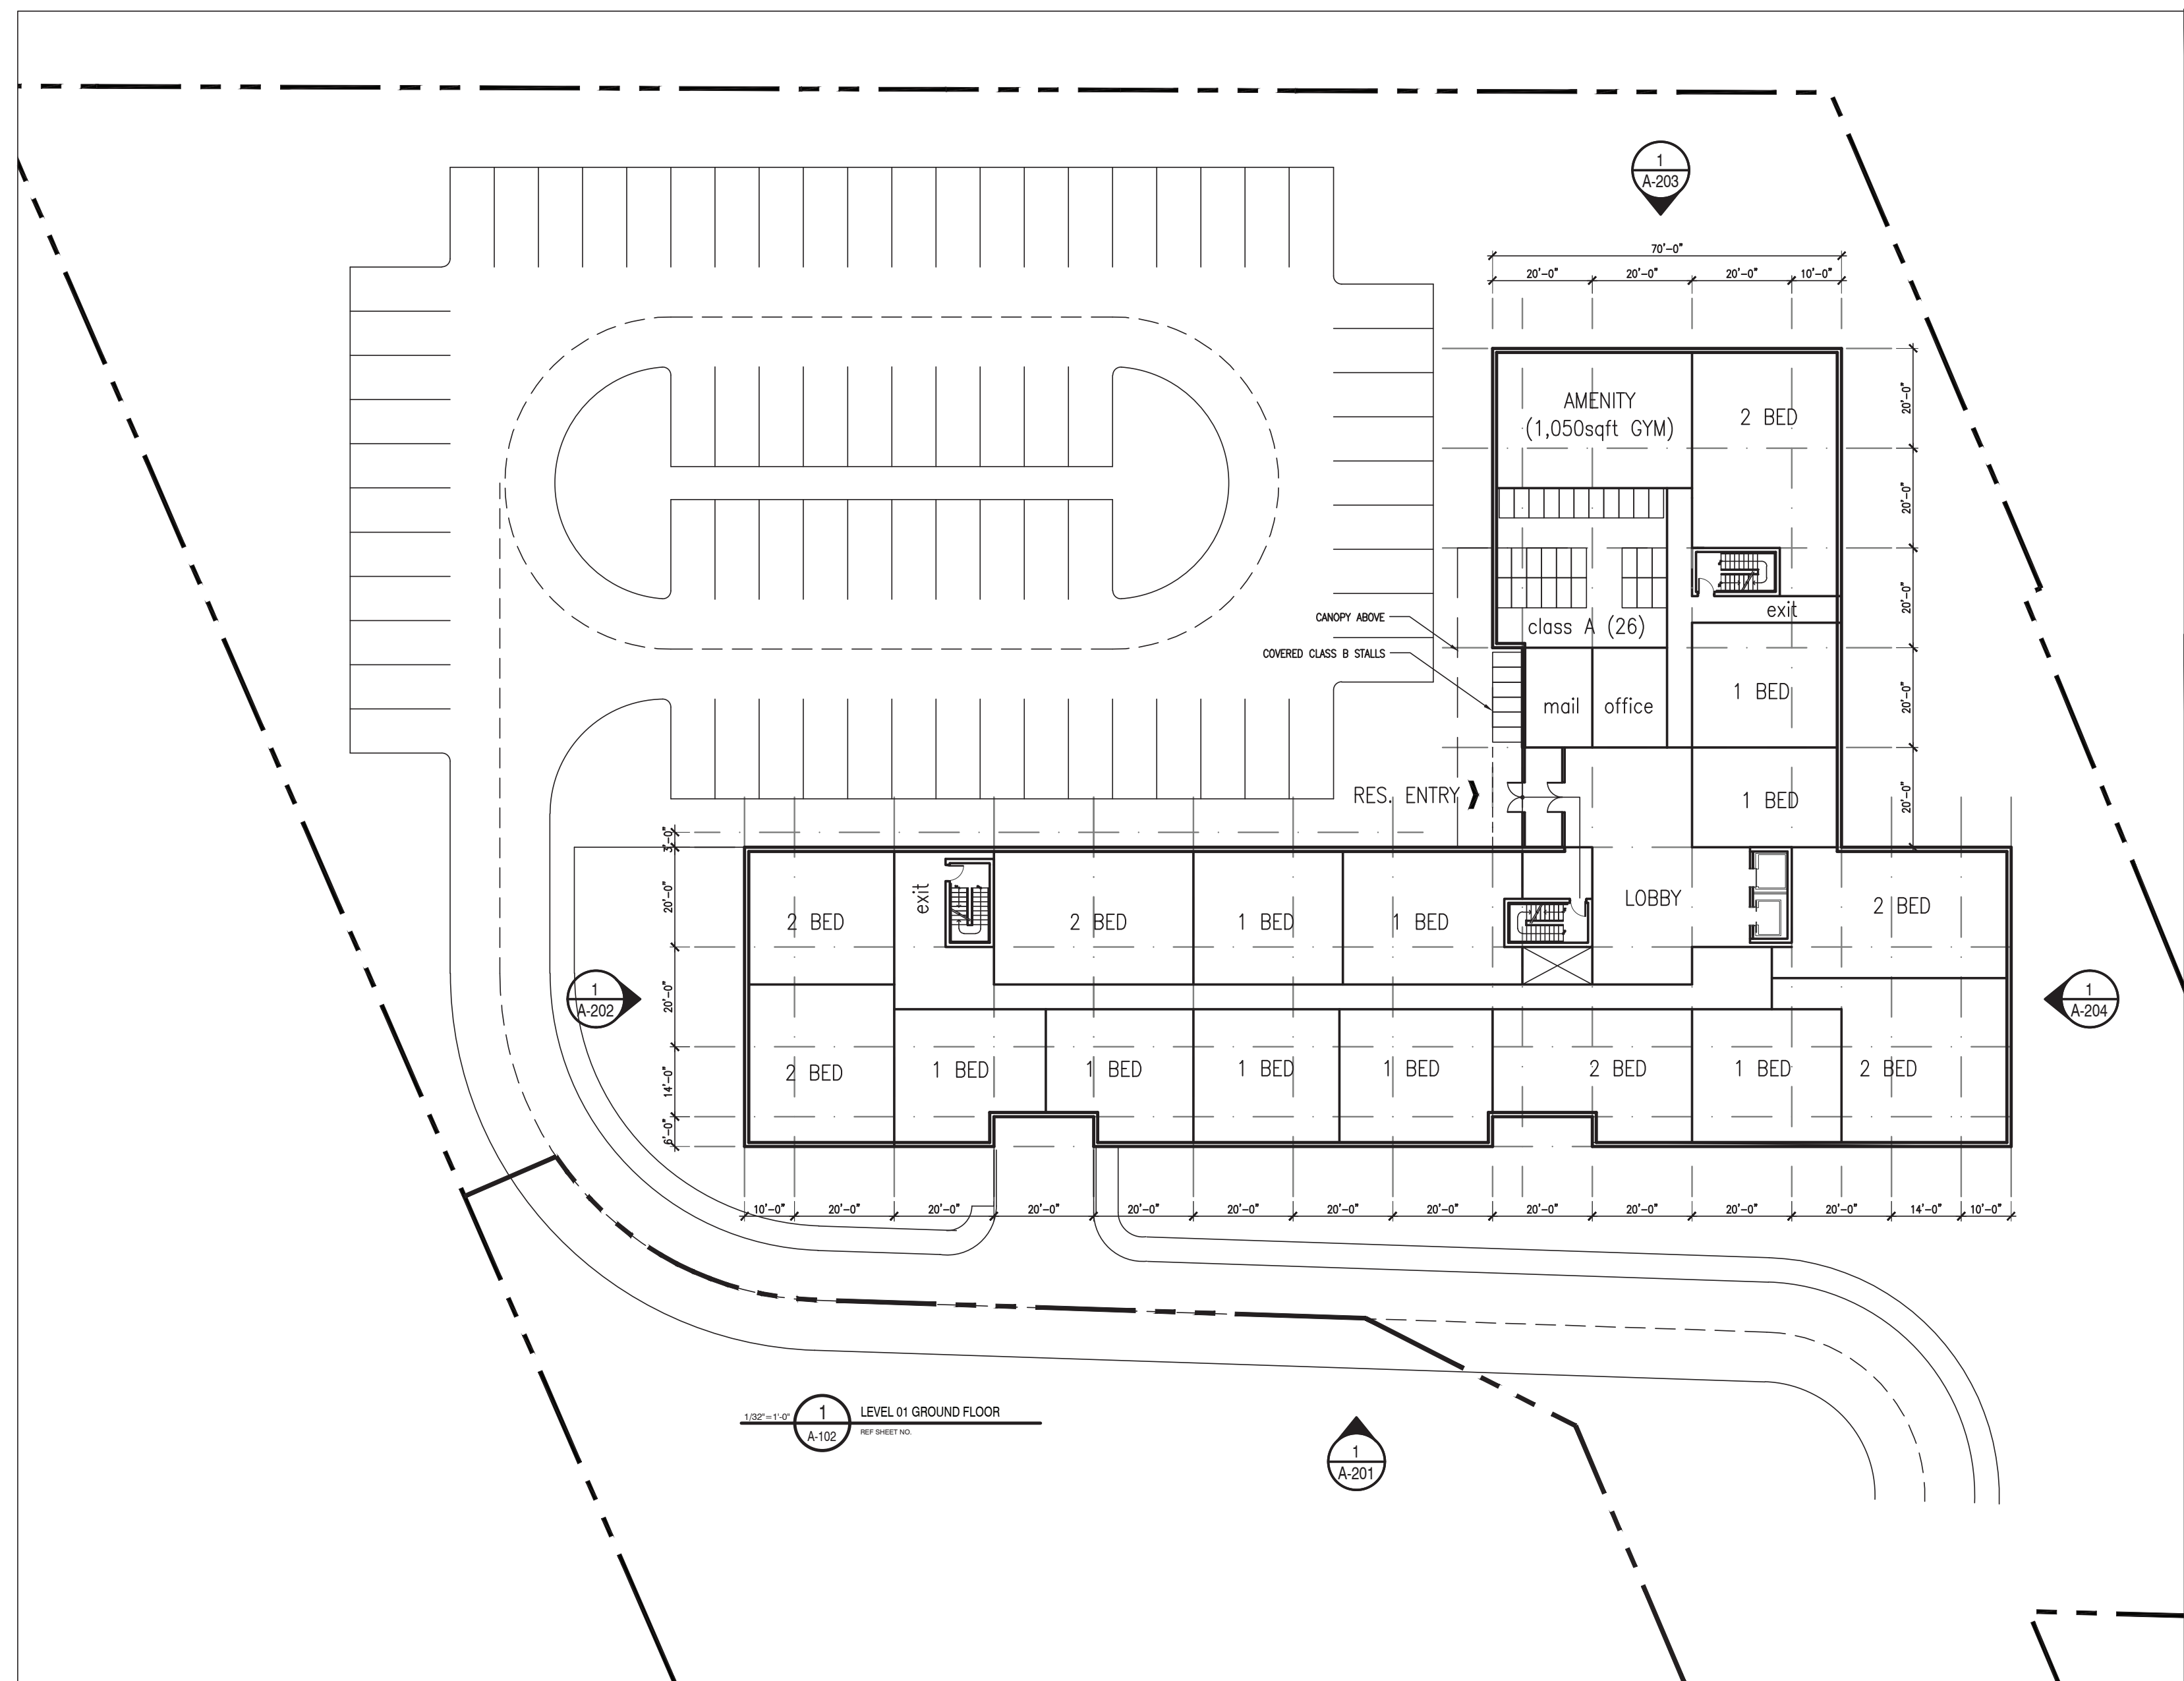 1
A-203
70'-0"
20'-0" 20'-0" 20'-0" 10'-0"
AMENITY
(1,050sqft GYM)
2 BED
20'-0"
20'-0"
20'-0"
20'-0"
20'-0"
exit
CANOPY ABOVE
class A (26)
COVERED CLASS B STALLS
1 BED
mail office
RES. ENTRY
1 BED
3'-0"
20'-0"
20'-0"
14'-0"
6'-0"
exit
LOBBY
2 BED
2 BED 2 BED 1 BED 1 BED
1
A-202
1
A-204
2 BED 1 BED 1 BED 1 BED 1 BED 2 BED 1 BED 2 BED
10'-0" 20'-0" 20'-0" 20'-0" 20'-0" 20'-0" 20'-0" 20'-0" 20'-0" 20'-0" 20'-0" 20'-0" 14'-0" 10'-0"
1/32"=1'-0"
1
A-102
LEVEL 01 GROUND FLOOR
REF SHEET NO.
1
A-201